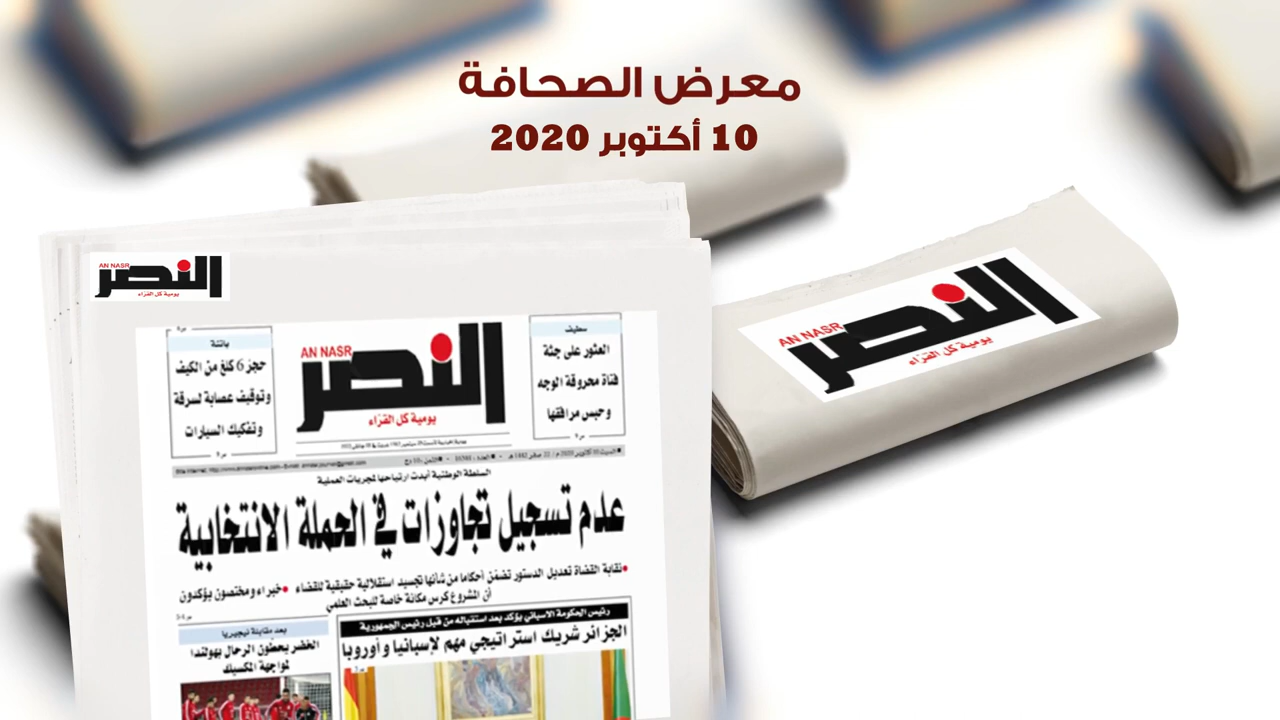 معرض الصحافة
10 أكتوبر 2020
AN NASR
النصر
يومية كل القراء
AN NASR
النصر
يومية كل القراء
باتنة
حجز 6 كلغ من الكيف
وتوقيف عصابة لسرقة
وتفكيك السيارات
AN NASR
النصر
يومية كل القراء
سطيف
العثور على جثة
فتاة محروقة الوجه
وحبس مرافقها
السلطة الوطنية أبدت ارتياحها لمجريات العملية
عدم تسجيل تجاوزات في الحملة الانتخابية
•نقابة القضاة تعديل الدستور تضمن أحكاما من شأنها تجسيد استقلالية حقيقية للقضاء •خبراء ومختصون يؤكدون
أن المشروع كرس مكانة خاصة للبحث العلمي
رئيس الحكومة الاسباني يؤكد بعد استقباله من قبل رئيس الجمهورية
الجزائر شريك استراتيجي مهم لإسبانيا وأوروبا
بعد مقابلة نيجيريا
الخضر يحطّون الرحال بهولندا
لمواجهة المكسيك